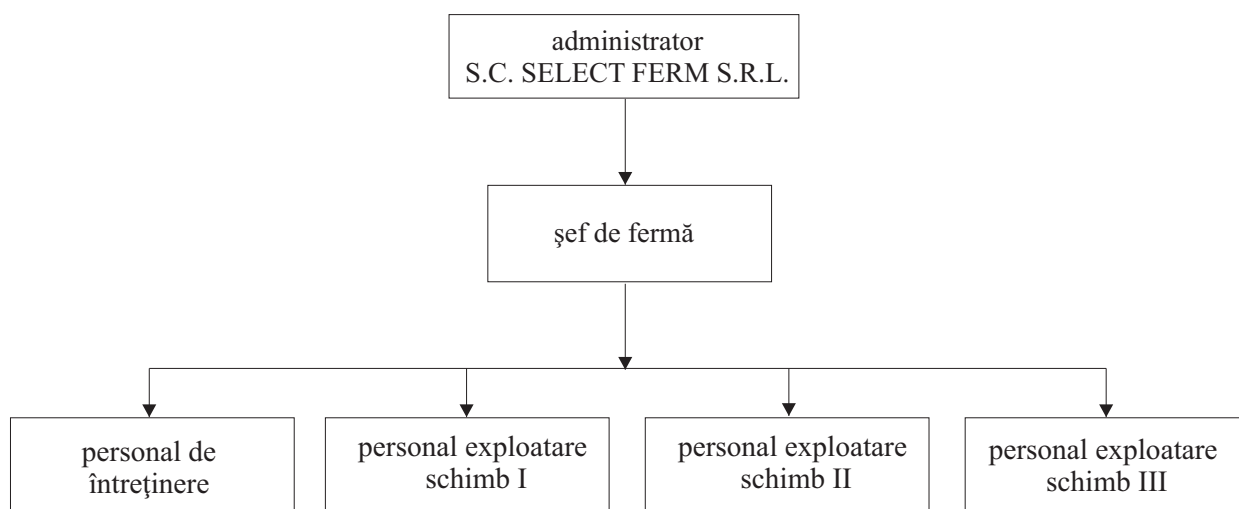 administrator
S.C. SELECT FERM S.R.L.
şef de fermă
personal de
întreţinere
personal exploatare
schimb I
personal exploatare
schimb II
personal exploatare
schimb III